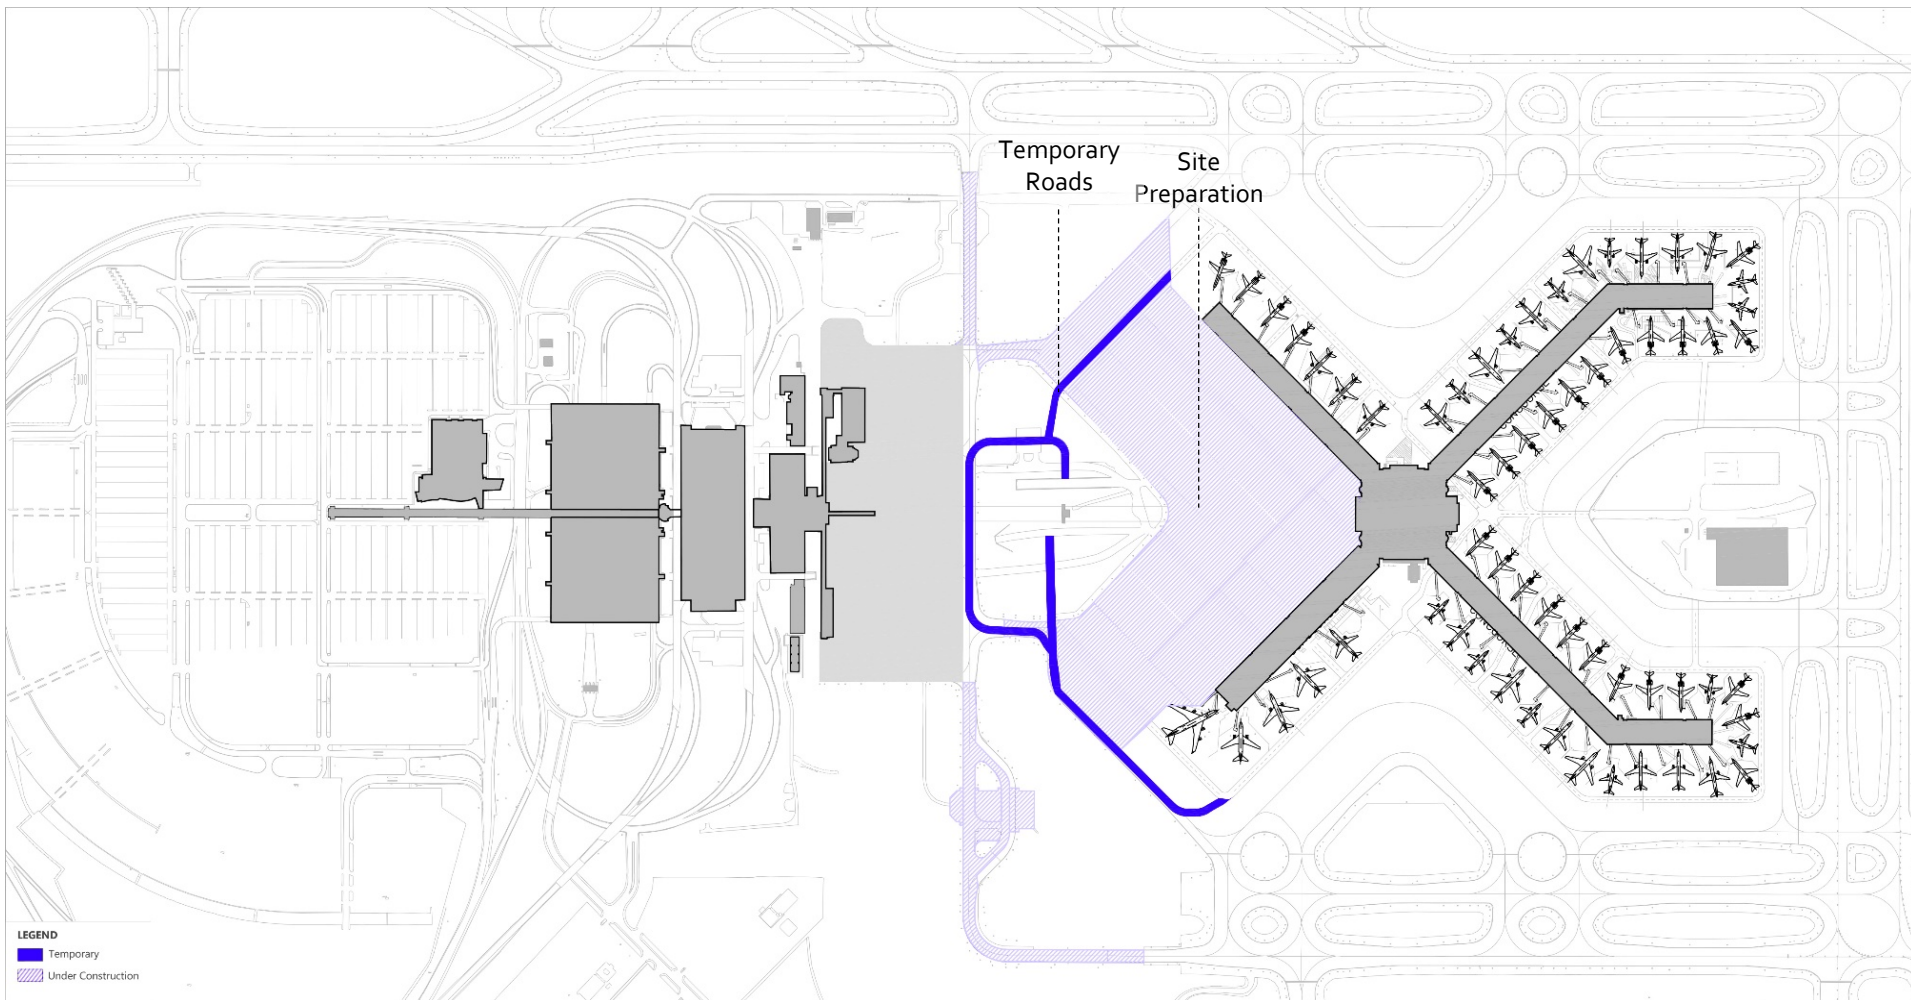 Temporary
Roads
Site
Preparation
LEGEND
Temporary
Under Construction